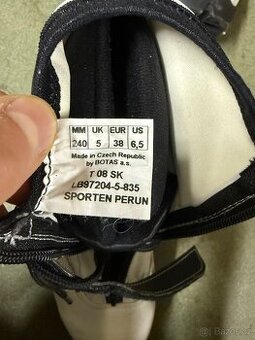 MM UK EUR US
240 5 38 6,5
Made in Czech Republic
by BOTAS a.s.
T 08 SK
LB97204-5-835
SPORTEN PERUN